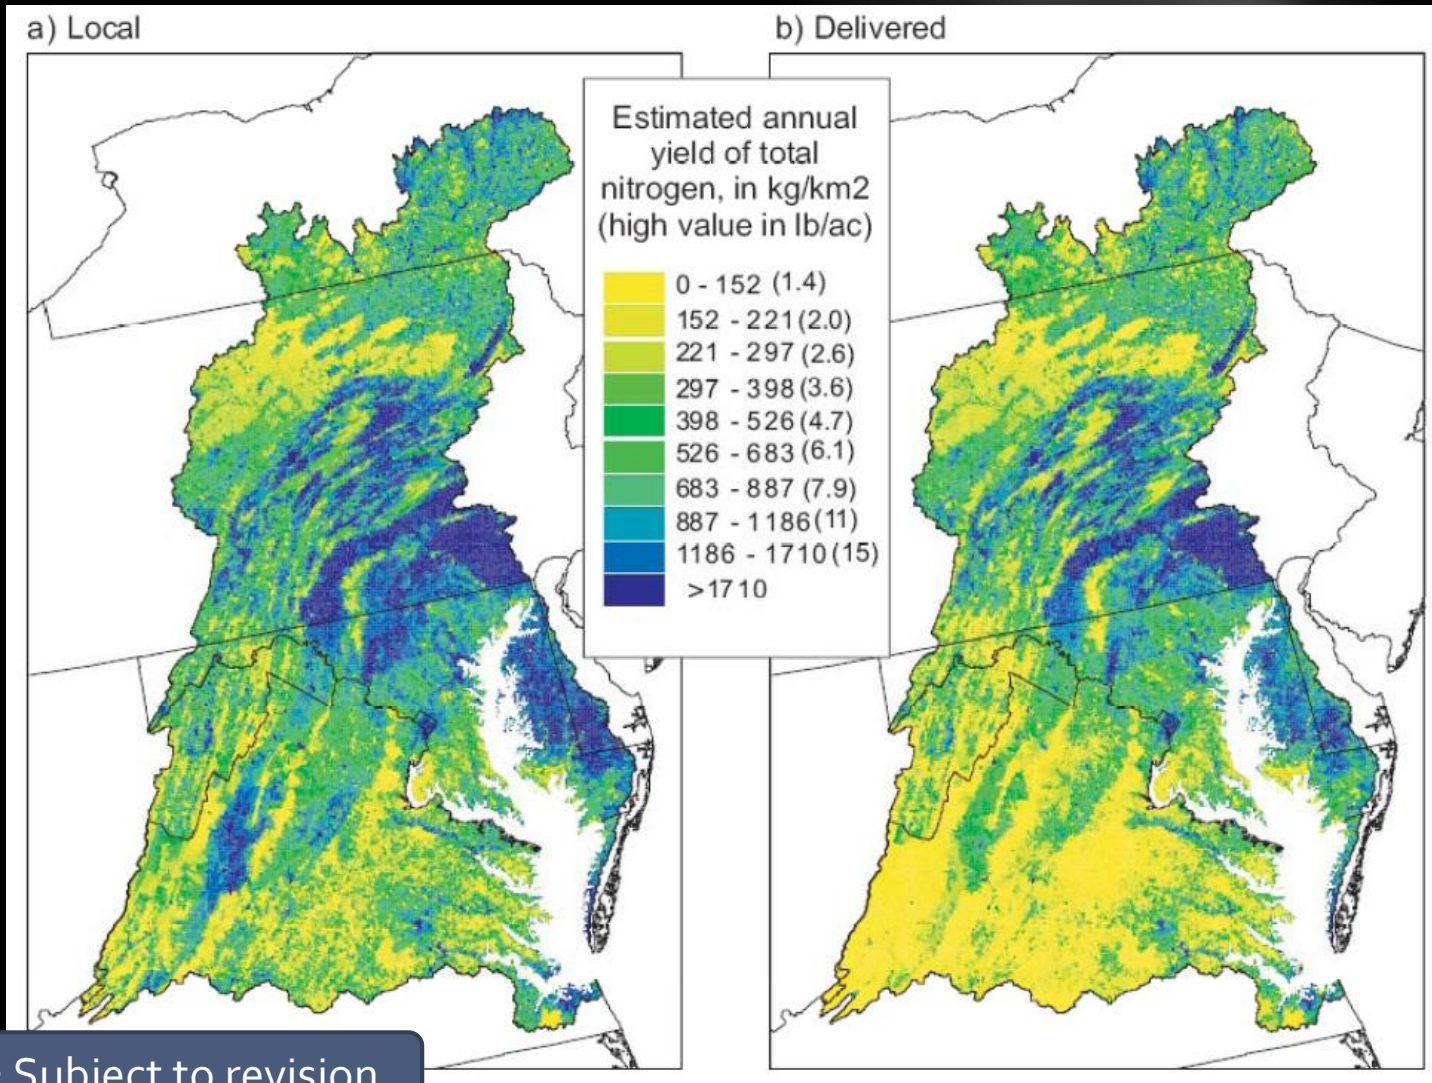 a) Local
b) Delivered
Estimated annual
yield of total
nitrogen, in kg/km2
(high value in lb/ac)
0 - 152 (1.4)
152 - 221 (2.0)
221 - 297 (2.6)
297 - 398 (3.6)
398 - 526 (4.7)
526 - 683 (6.1)
683 - 887 (7.9)
887 - 1186 (11)
1186 - 1710 (15)
>1710
Subject to revision